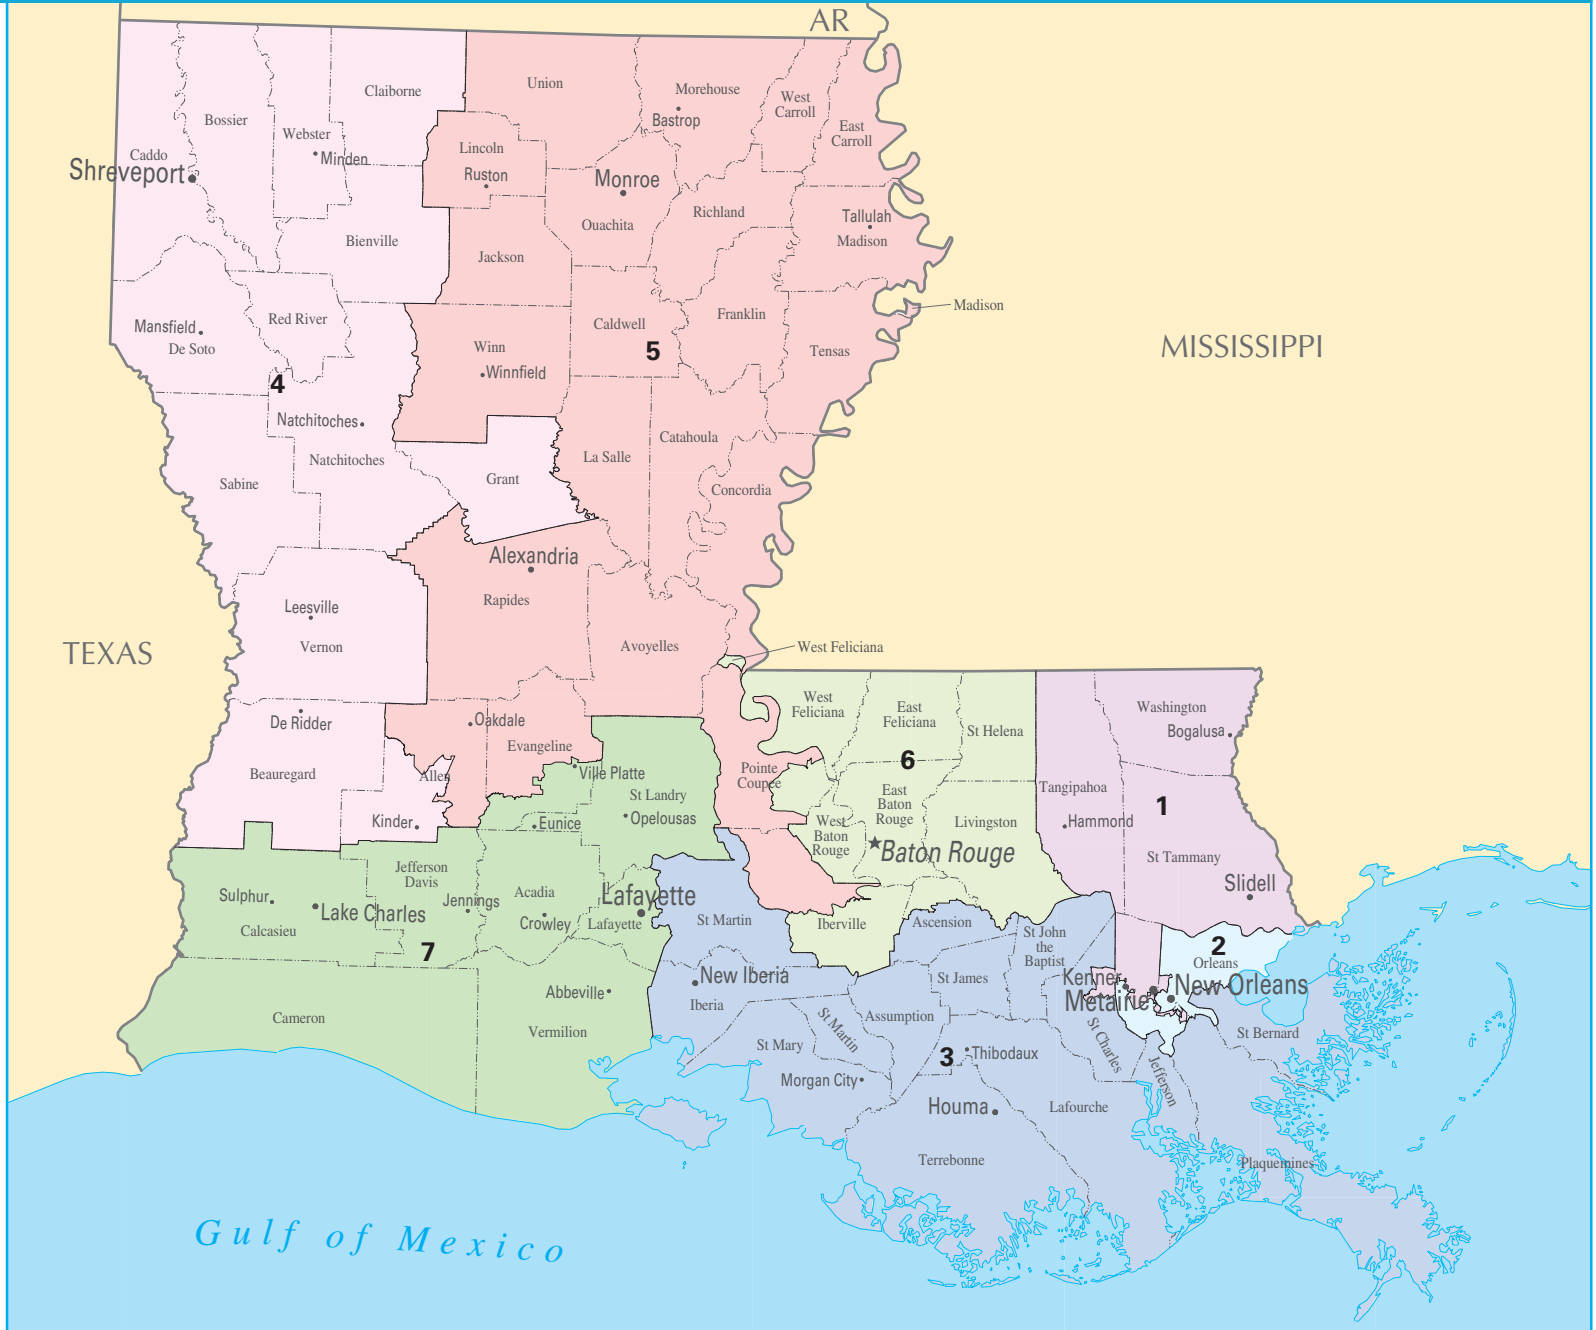 AR
Union
Claiborne
Morehouse
West
Carroll
Bossier
Bastrop
Webster
East
Carroll
Caddo
Minden
Lincoln
Shreveport
Ruston
Monroe
Richland
Tallulah
Ouachita
Madison
Bienville
Jackson
Madison
Red River
Franklin
Mansfield
Caldwell
De Soto
Winn
5
Tensas
MISSISSIPPI
Winnfield
4
Natchitoches
Catahoula
Natchitoches
La Salle
Sabine
Grant
Concordia
Alexandria
Rapides
Leesville
Vernon
TEXAS
Avoyelles
West Feliciana
West
Feliciana
East
Feliciana
Washington
De Ridder
Oakdale
St Helena
Bogalusa
Evangeline
6
Beauregard
Allen
Ville Platte
Pointe
Coupee
Tangipahoa
St Landry
East
Baton
Rouge
1
Kinder
Eunice
Opelousas
West
Baton
Rouge
Livingston
Hammond
Baton Rouge
St Tammany
Jefferson
Davis
Slidell
Sulphur
Acadia
Lafayette
Jennings
Lake Charles
Crowley
Lafayette
St Martin
Iberville
Ascension
Calcasieu
St John
the
Baptist
7
2
Orleans
New Iberia
St James
Kenner
New Orleans
Abbeville
Metairie
Iberia
Cameron
Assumption
Vermilion
St Martin
St Charles
St Bernard
St Mary
3
Thibodaux
Jefferson
Morgan City
Houma
Lafourche
Terrebonne
Plaquemines
Gulf of Mexico